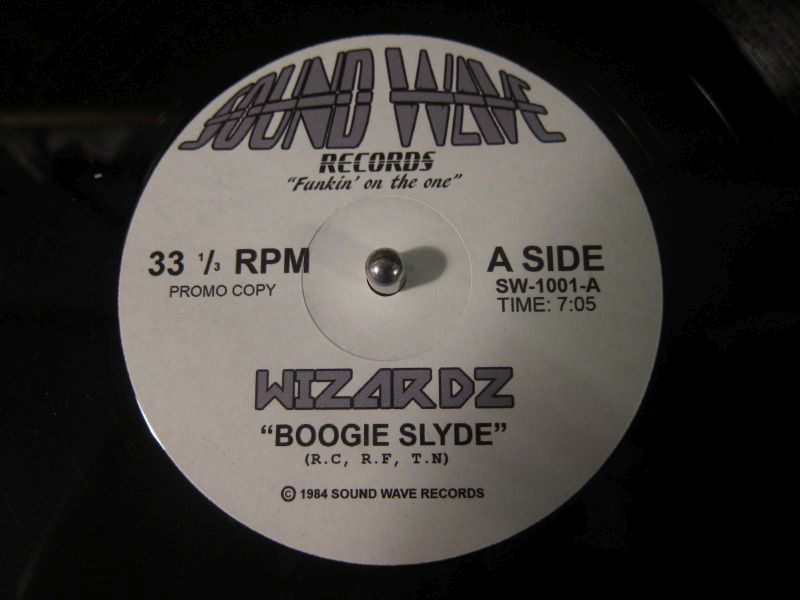 SOUND WAVE
RECORDS
"Funkin' on the one"
33 1/3 RPM
PROMO COPY
A SIDE
SW-1001-A
TIME: 7:05
WIZARDZ
"BOOGIE SLYDE"
(R.C, R.F, T.N)
© 1984 SOUND WAVE RECORDS